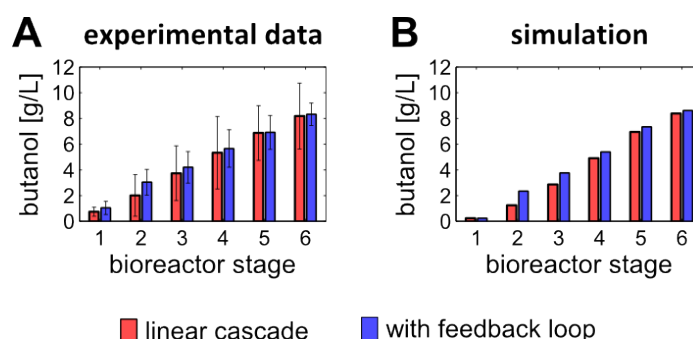 A experimental data
butanol [g/L]
12
10
8
6
4
2
0
1 2 3 4 5 6
bioreactor stage
B simulation
butanol [g/L]
12
10
8
6
4
2
0
1 2 3 4 5 6
bioreactor stage
linear cascade
with feedback loop